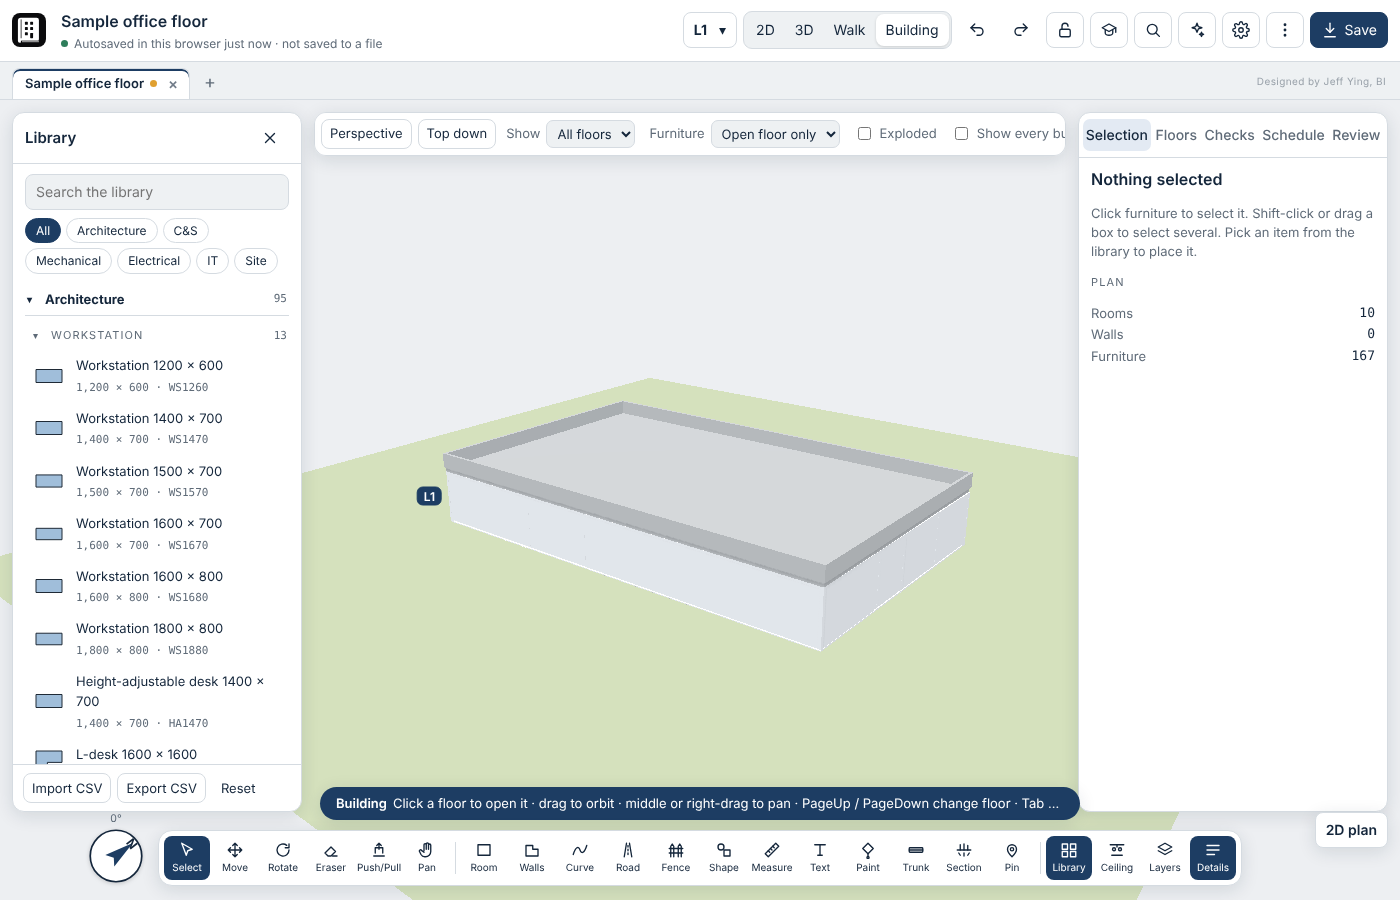 Sample office floor
Autosaved in this browser just now · not saved to a file
L1 ▾ 2D 3D Walk Building Save
Sample office floor × +
Designed by Jeff Ying, BI
Library
Search the library
All Architecture C&S
Mechanical Electrical IT Site
▾ Architecture 95
▾ WORKSTATION 13
Workstation 1200 × 600
1,200 × 600 · WS1260
Workstation 1400 × 700
1,400 × 700 · WS1470
Workstation 1500 × 700
1,500 × 700 · WS1570
Workstation 1600 × 700
1,600 × 700 · WS1670
Workstation 1600 × 800
1,600 × 800 · WS1680
Workstation 1800 × 800
1,800 × 800 · WS1880
Height-adjustable desk 1400 ×
700
1,400 × 700 · HA1470
L-desk 1600 × 1600
Import CSV Export CSV Reset
Perspective Top down Show All floors Furniture Open floor only Exploded Show every bu
L1
Building Click a floor to open it · drag to orbit · middle or right-drag to pan · PageUp / PageDown change floor · Tab ...
Selection Floors Checks Schedule Review
Nothing selected
Click furniture to select it. Shift-click or drag a
box to select several. Pick an item from the
library to place it.
PLAN
Rooms 10
Walls 0
Furniture 167
2D plan
0°
Select Move Rotate Eraser Push/Pull Pan Room Walls Curve Road Fence Shape Measure Text Paint Trunk Section Pin Library Ceiling Layers Details